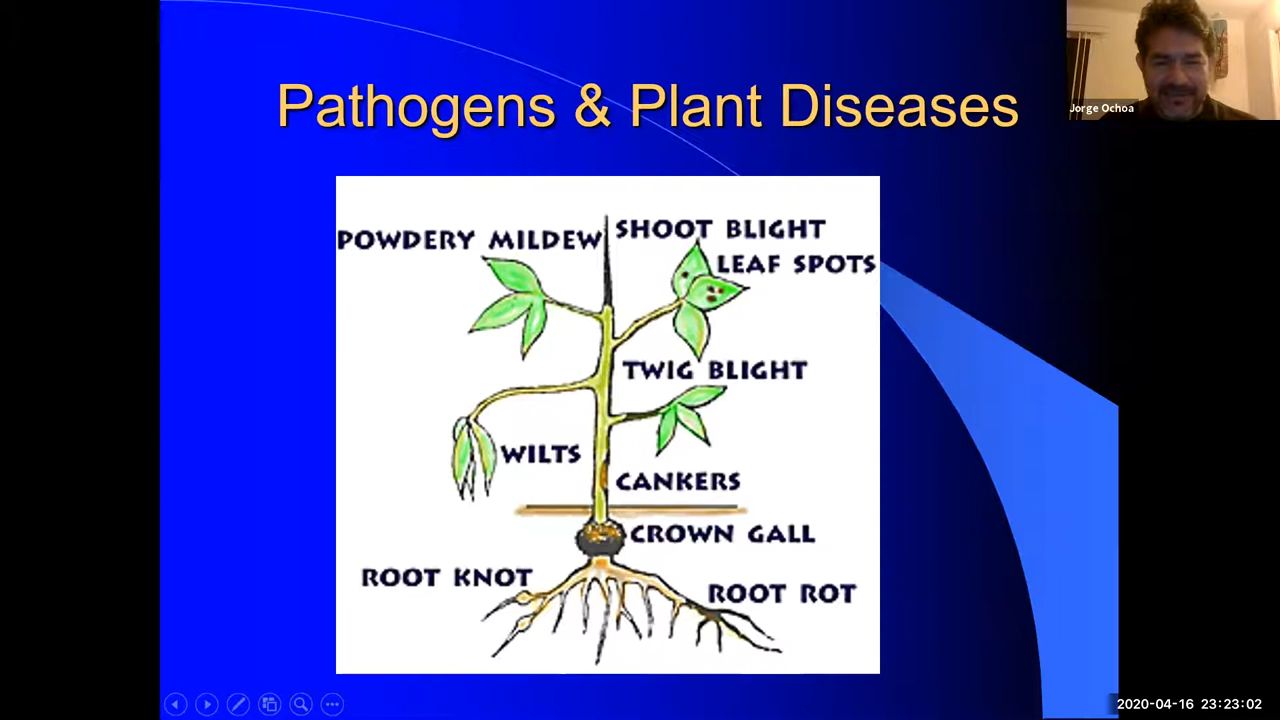 Pathogens & Plant Diseases
Jorge Ochoa
POWDERY MILDEW
SHOOT BLIGHT
LEAF SPOTS
TWIG BLIGHT
WILTS
CANKERS
CROWN GALL
ROOT KNOT
ROOT ROT
2020-04-16 23:23:02